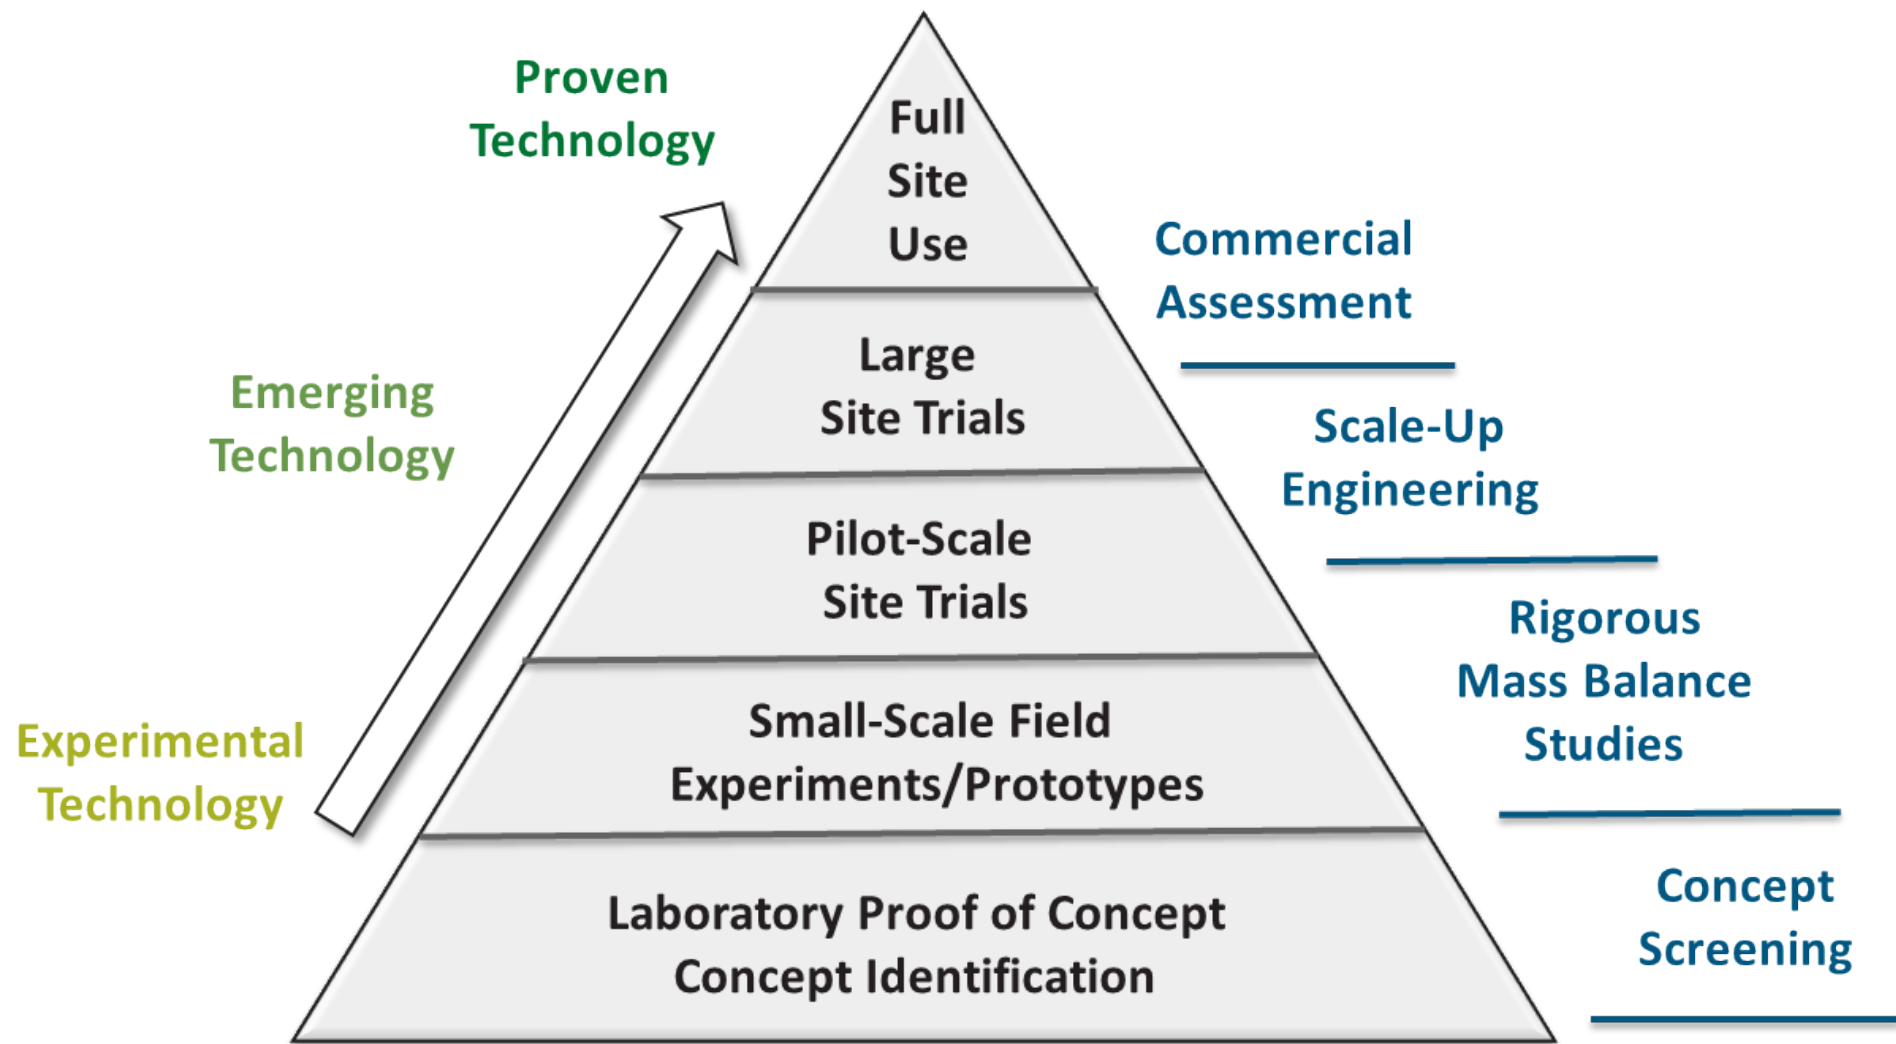 Proven
Technology
Emerging
Technology
Experimental
Technology
Full
Site
Use
Large
Site Trials
Pilot-Scale
Site Trials
Small-Scale Field
Experiments/Prototypes
Laboratory Proof of Concept
Concept Identification
Commercial
Assessment
Scale-Up
Engineering
Rigorous
Mass Balance
Studies
Concept
Screening